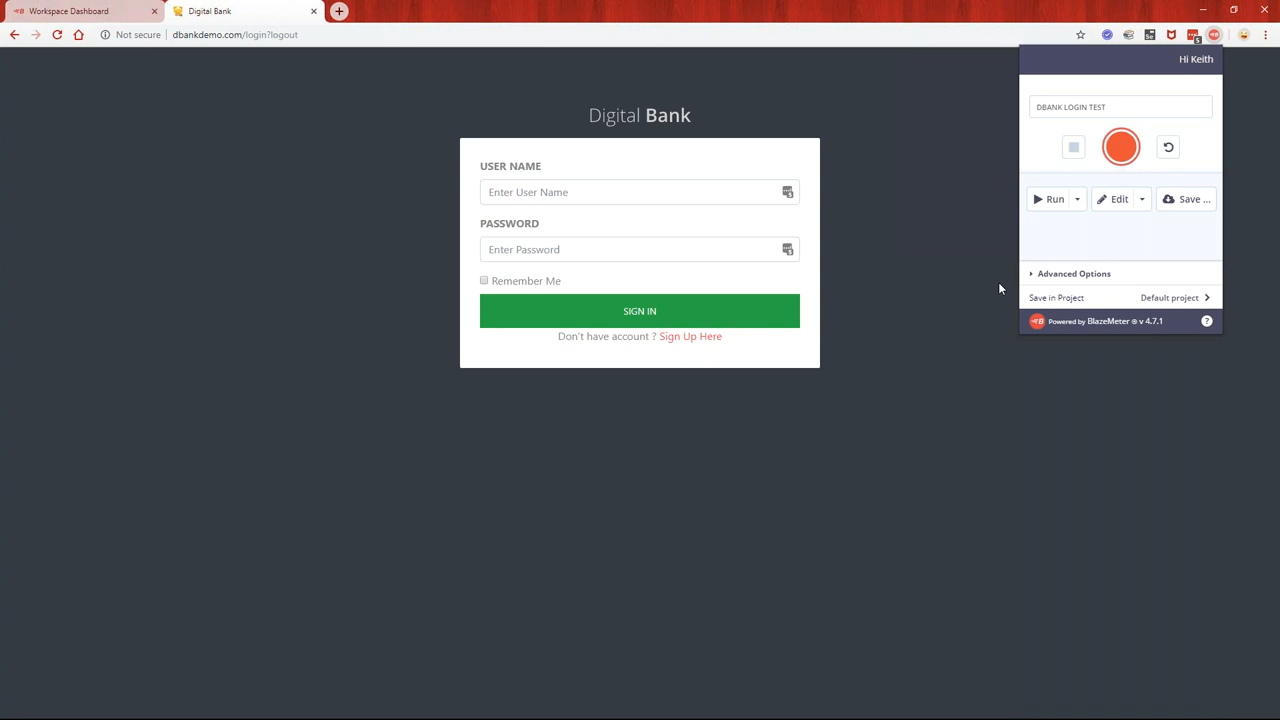 Workspace Dashboard
Digital Bank
Not secure
dbankdemo.com/login?logout
Hi Keith
DBANK LOGIN TEST
Run
Edit
Save ...
Advanced Options
Save in Project
Default project
Powered by BlazeMeter ® v 4.7.1
?
Digital Bank
USER NAME
Enter User Name
PASSWORD
Enter Password
Remember Me
SIGN IN
Don't have account ? Sign Up Here